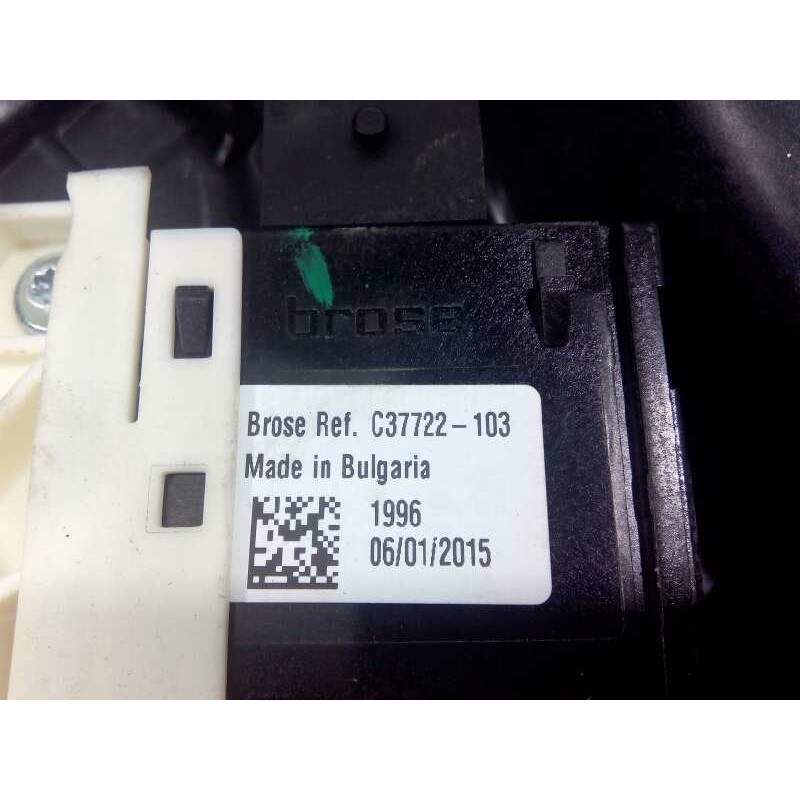 brose
Brose Ref. C37722-103
Made in Bulgaria
1996
06/01/2015